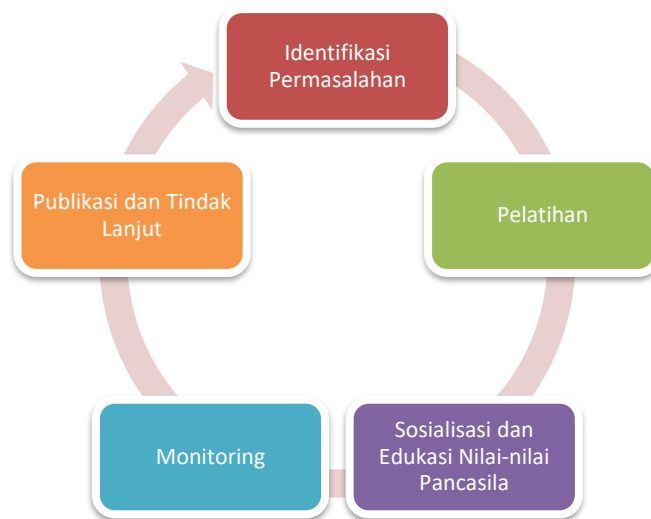 Identifikasi
Permasalahan
Pelatihan
Sosialisasi dan
Edukasi Nilai-nilai
Pancasila
Monitoring
Publikasi dan Tindak
Lanjut